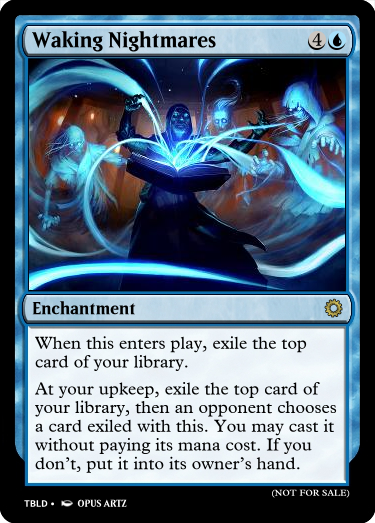 Waking Nightmares 4
Enchantment
When this enters play, exile the top
card of your library.
At your upkeep, exile the top card of
your library, then an opponent chooses
a card exiled with this. You may cast it
without paying its mana cost. If you
don't, put it into its owner's hand.
(NOT FOR SALE)
TBLD • OPUS ARTZ